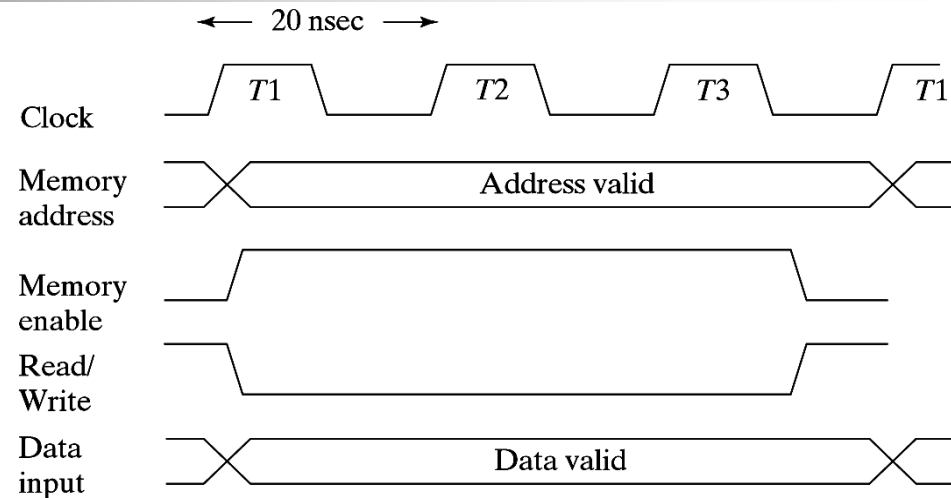 20 nsec
T1 T2 T3 T1
Clock
Memory
address
Address valid
Memory
enable
Read/
Write
Data
input
Data valid